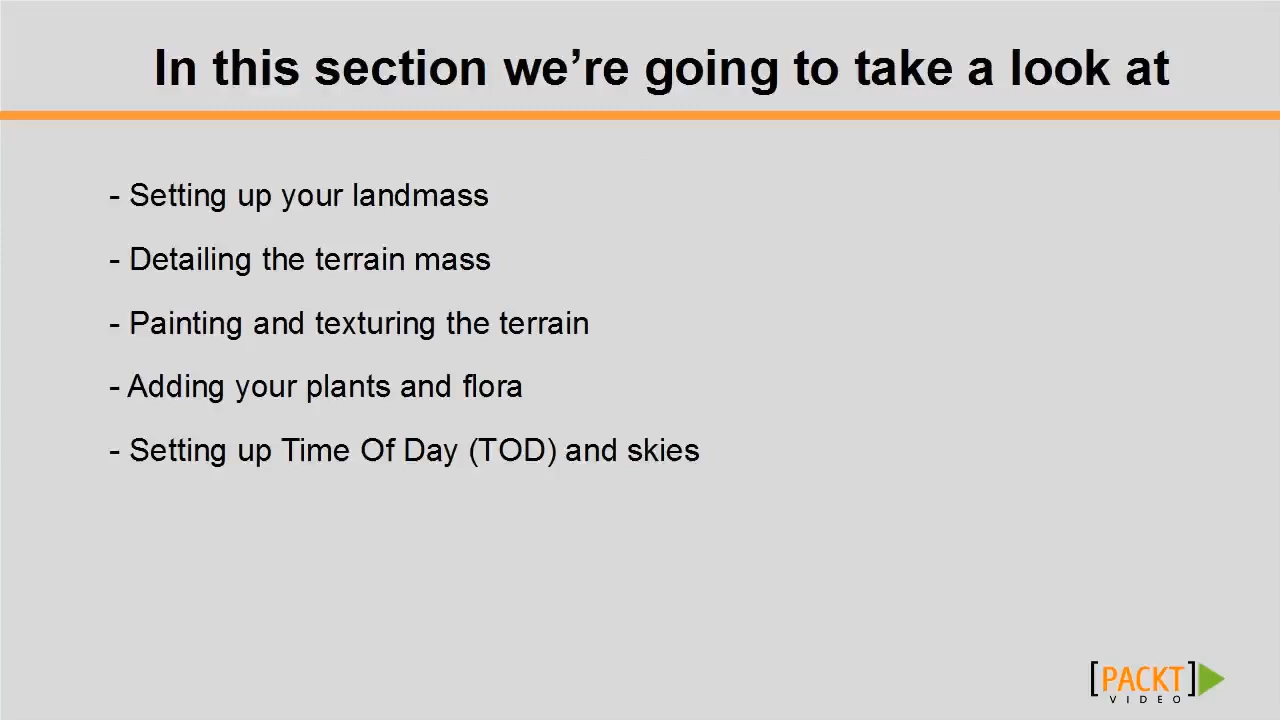 In this section we’re going to take a look at
- Setting up your landmass
- Detailing the terrain mass
- Painting and texturing the terrain
- Adding your plants and flora
- Setting up Time Of Day (TOD) and skies
[PACKT]
VIDEO